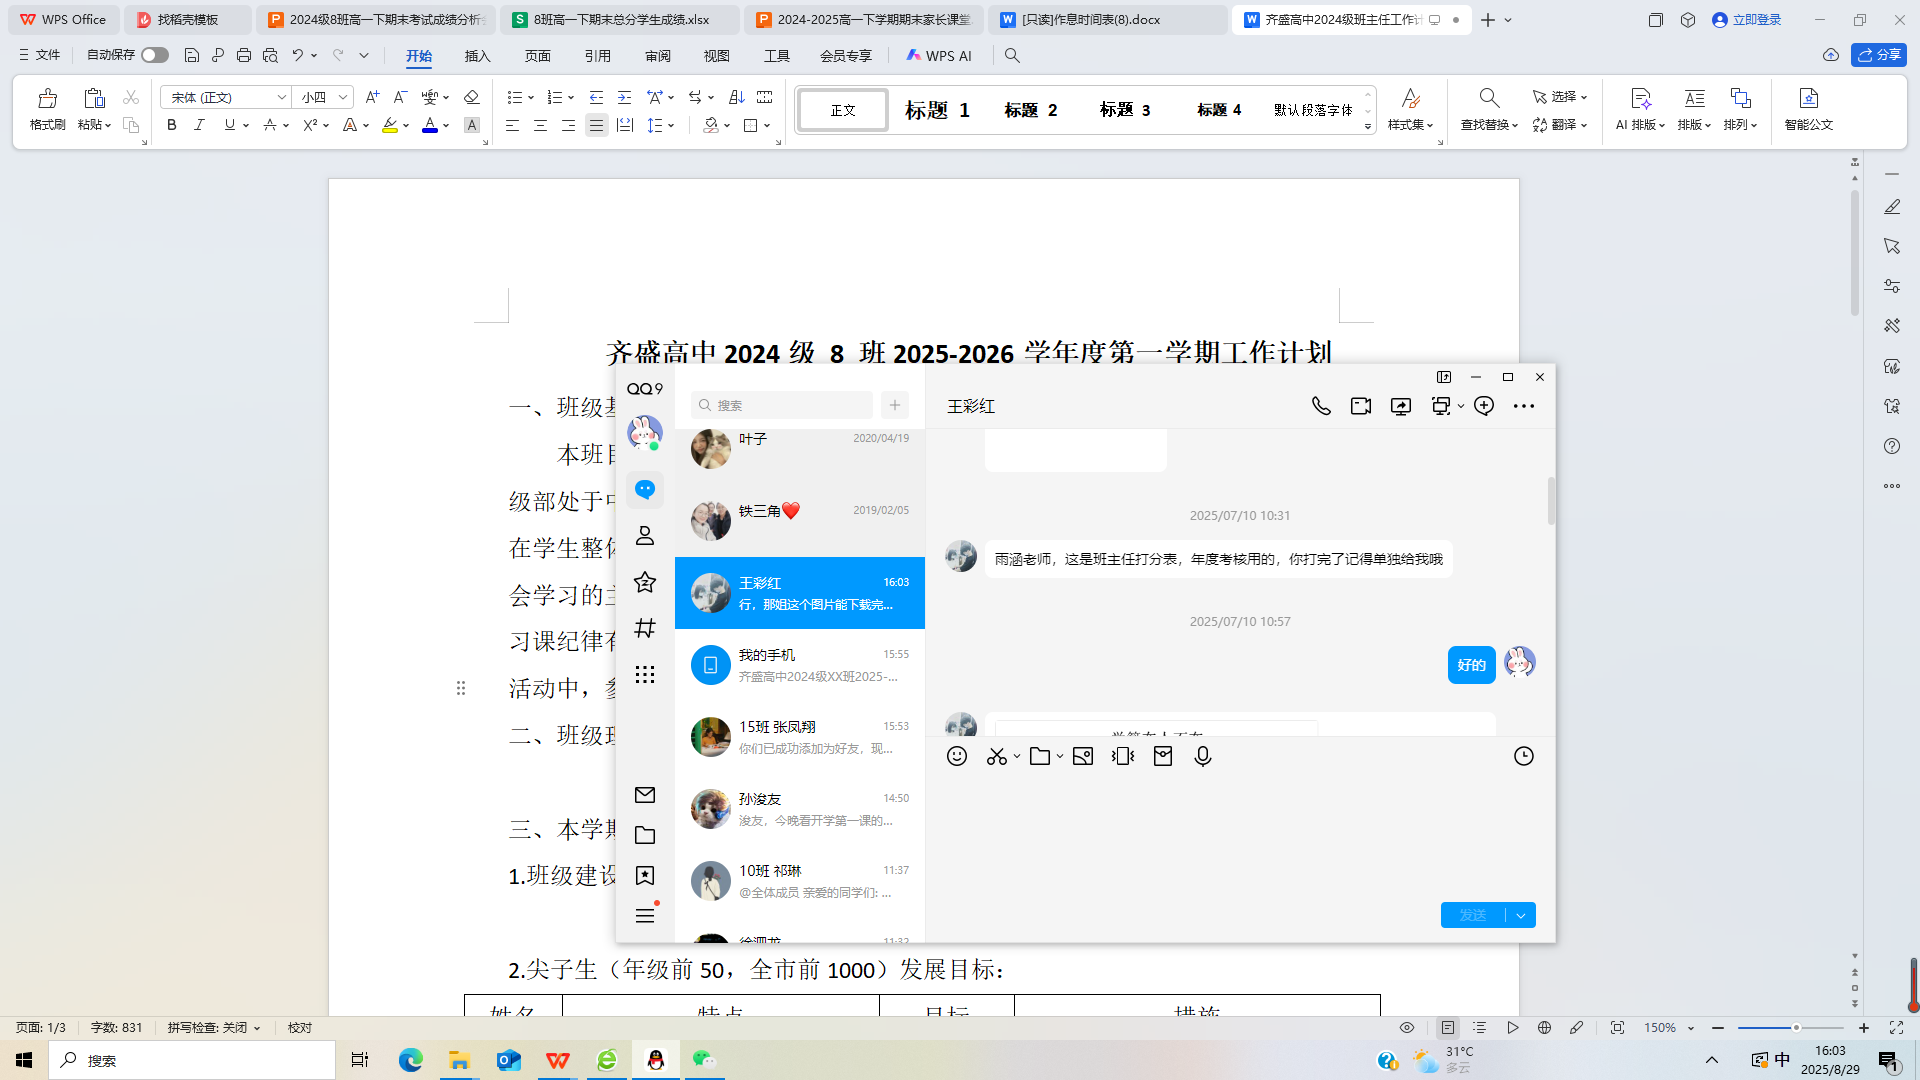 WPS Office
找稻壳模板
2024级8班高一下期末考试成绩分析
8班高一下期末总分学生成绩.xlsx
2024-2025高一下学期期末家长课堂
[只读]作息时间表(8).docx
齐盛高中2024级班主任工作计
立即登录
文件
自动保存
开始
插入
页面
引用
审阅
视图
工具
会员专享
WPS AI
分享
格式刷
粘贴
宋体 (正文)
小四
正文
标题 1
标题 2
标题 3
标题 4
默认段落字体
样式集
查找替换
选择
翻译
AI 排版
排版
排列
智能公文
齐盛高中 2024 级 8 班 2025-2026 学年度第一学期工作计划
一、班级基
本班目
级部处于中
在学生整体
会学习的主
习课纪律有
活动中，参
二、班级理
三、本学期
1.班级建设
2.尖子生（年级前 50，全市前 1000）发展目标：
姓名
特点
目标
措施
QQ9
搜索
叶子
2020/04/19
铁三角❤️
2019/02/05
王彩红
16:03
行，那姐这个图片能下载完...
我的手机
15:55
齐盛高中2024级XX班2025-...
15班 张凤翔
15:53
你们已成功添加为好友，现...
孙浚友
14:50
浚友，今晚看开学第一课的...
10班 祁琳
11:37
@全体成员 亲爱的同学们: ...
11:32
王彩红
2025/07/10 10:31
雨涵老师，这是班主任打分表，年度考核用的，你打完了记得单独给我哦
2025/07/10 10:57
好的
发送
页面: 1/3
字数: 831
拼写检查: 关闭
校对
150%
搜索
31°C
多云
中
16:03
2025/8/29
1